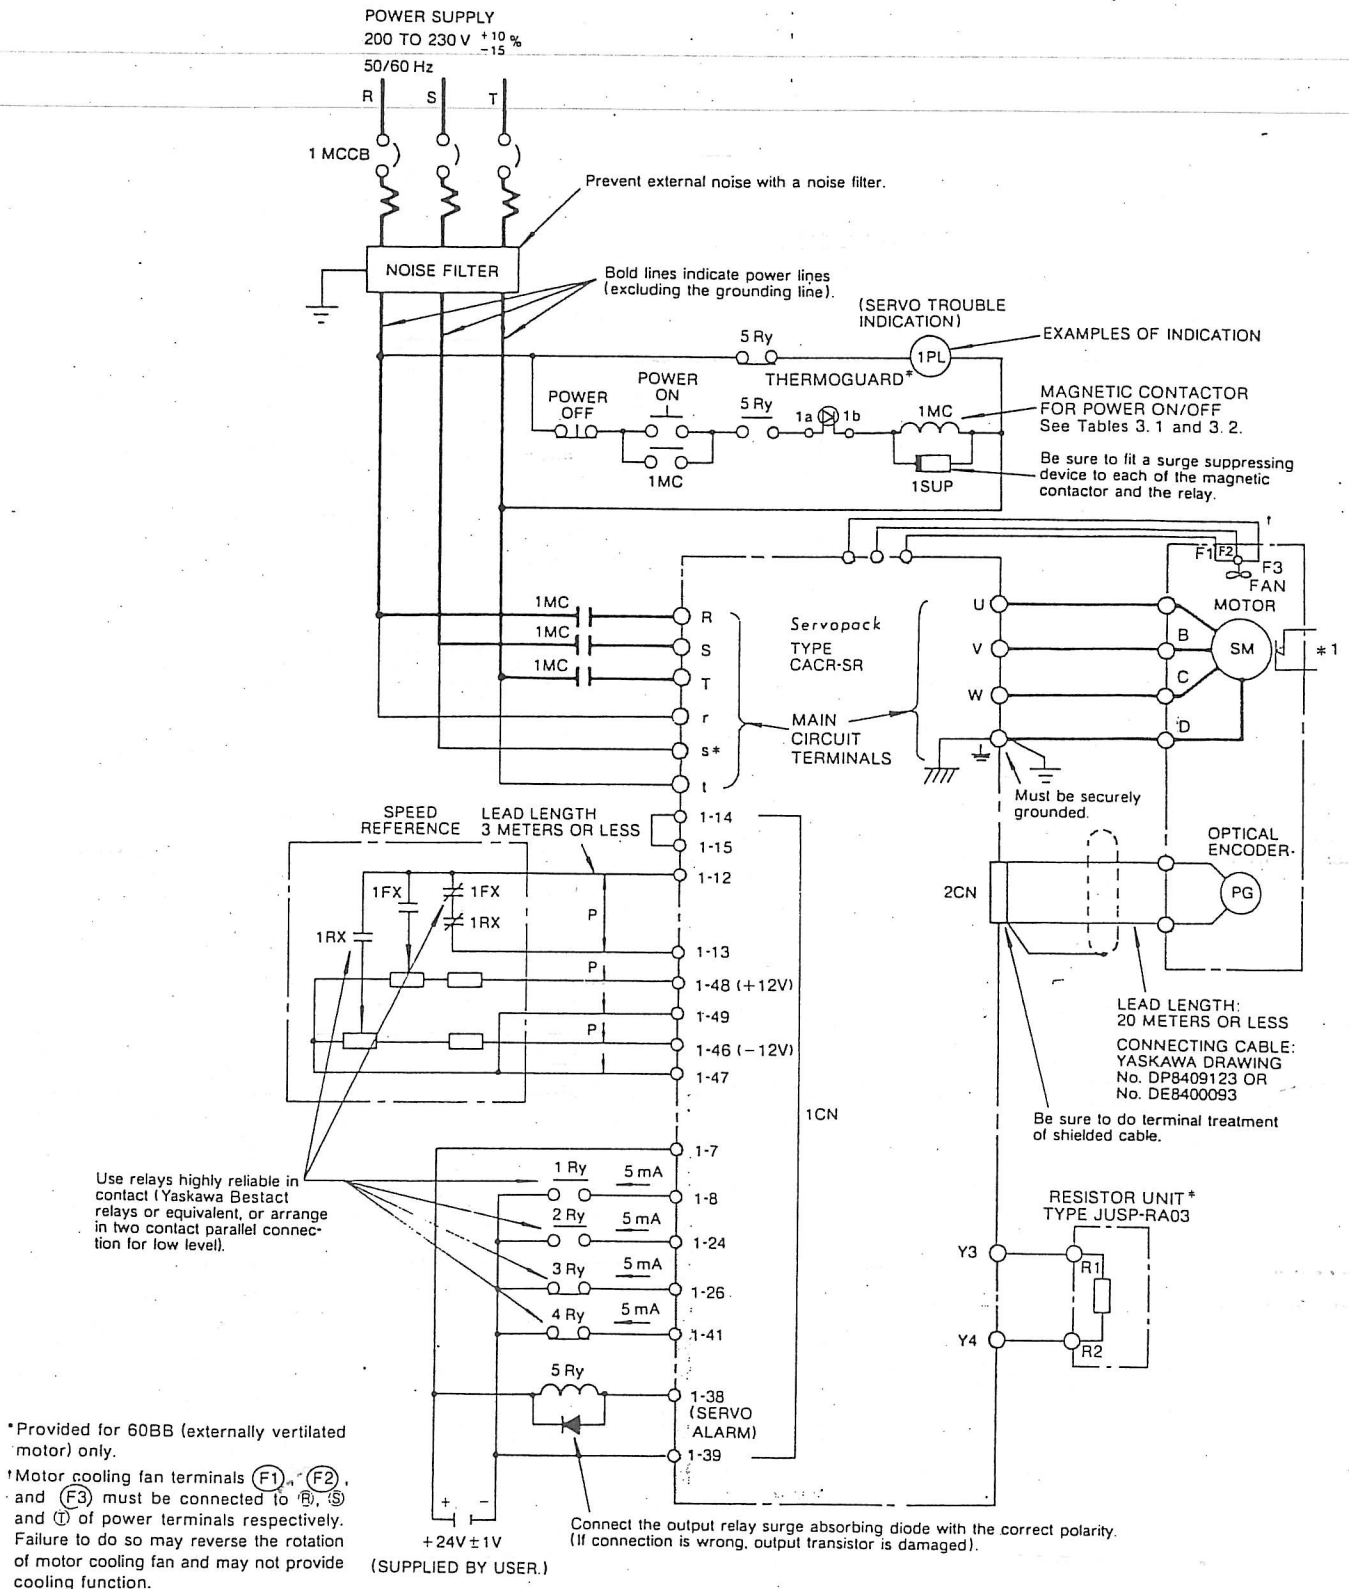 POWER SUPPLY
200 TO 230 V +10 -15 %
50/60 Hz
R
S
T
1 MCCB
Prevent external noise with a noise filter.
NOISE FILTER
Bold lines indicate power lines
(excluding the grounding line).
(SERVO TROUBLE
INDICATION)
EXAMPLES OF INDICATION
5 Ry
1PL
THERMOGUARD*
POWER
ON
POWER
OFF
5 Ry
1a
1b
1MC
1MC
1SUP
MAGNETIC CONTACTOR
FOR POWER ON/OFF
See Tables 3. 1 and 3. 2.
Be sure to fit a surge suppressing
device to each of the magnetic
contactor and the relay.
†
F1
F2
F3
FAN
MOTOR
1MC
1MC
1MC
R
S
T
r
s*
t
Servopack
TYPE
CACR-SR
MAIN
CIRCUIT
TERMINALS
U
V
W
B
C
D
SM
*1
Must be securely
grounded.
SPEED
REFERENCE
LEAD LENGTH
3 METERS OR LESS
1-14
1-15
1-12
1FX
1FX
1RX
1RX
P
P
P
1-13
1-48 (+12V)
1-49
1-46 (−12V)
1-47
1CN
2CN
OPTICAL
ENCODER
PG
LEAD LENGTH:
20 METERS OR LESS
CONNECTING CABLE:
YASKAWA DRAWING
No. DP8409123 OR
No. DE8400093
Be sure to do terminal treatment
of shielded cable.
Use relays highly reliable in
contact (Yaskawa Bestact
relays or equivalent, or arrange
in two contact parallel connec-
tion for low level).
1-7
1 Ry
5 mA
1-8
2 Ry
5 mA
1-24
3 Ry
5 mA
1-26
4 Ry
5 mA
1-41
5 Ry
1-38
(SERVO
ALARM)
1-39
RESISTOR UNIT*
TYPE JUSP-RA03
Y3
R1
Y4
R2
+
−
+24V ± 1V
(SUPPLIED BY USER.)
Connect the output relay surge absorbing diode with the correct polarity.
(If connection is wrong, output transistor is damaged).
*Provided for 60BB (externally vertilated
motor) only.
†Motor cooling fan terminals F1, F2,
and F3 must be connected to R, S
and T of power terminals respectively.
Failure to do so may reverse the rotation
of motor cooling fan and may not provide
cooling function.